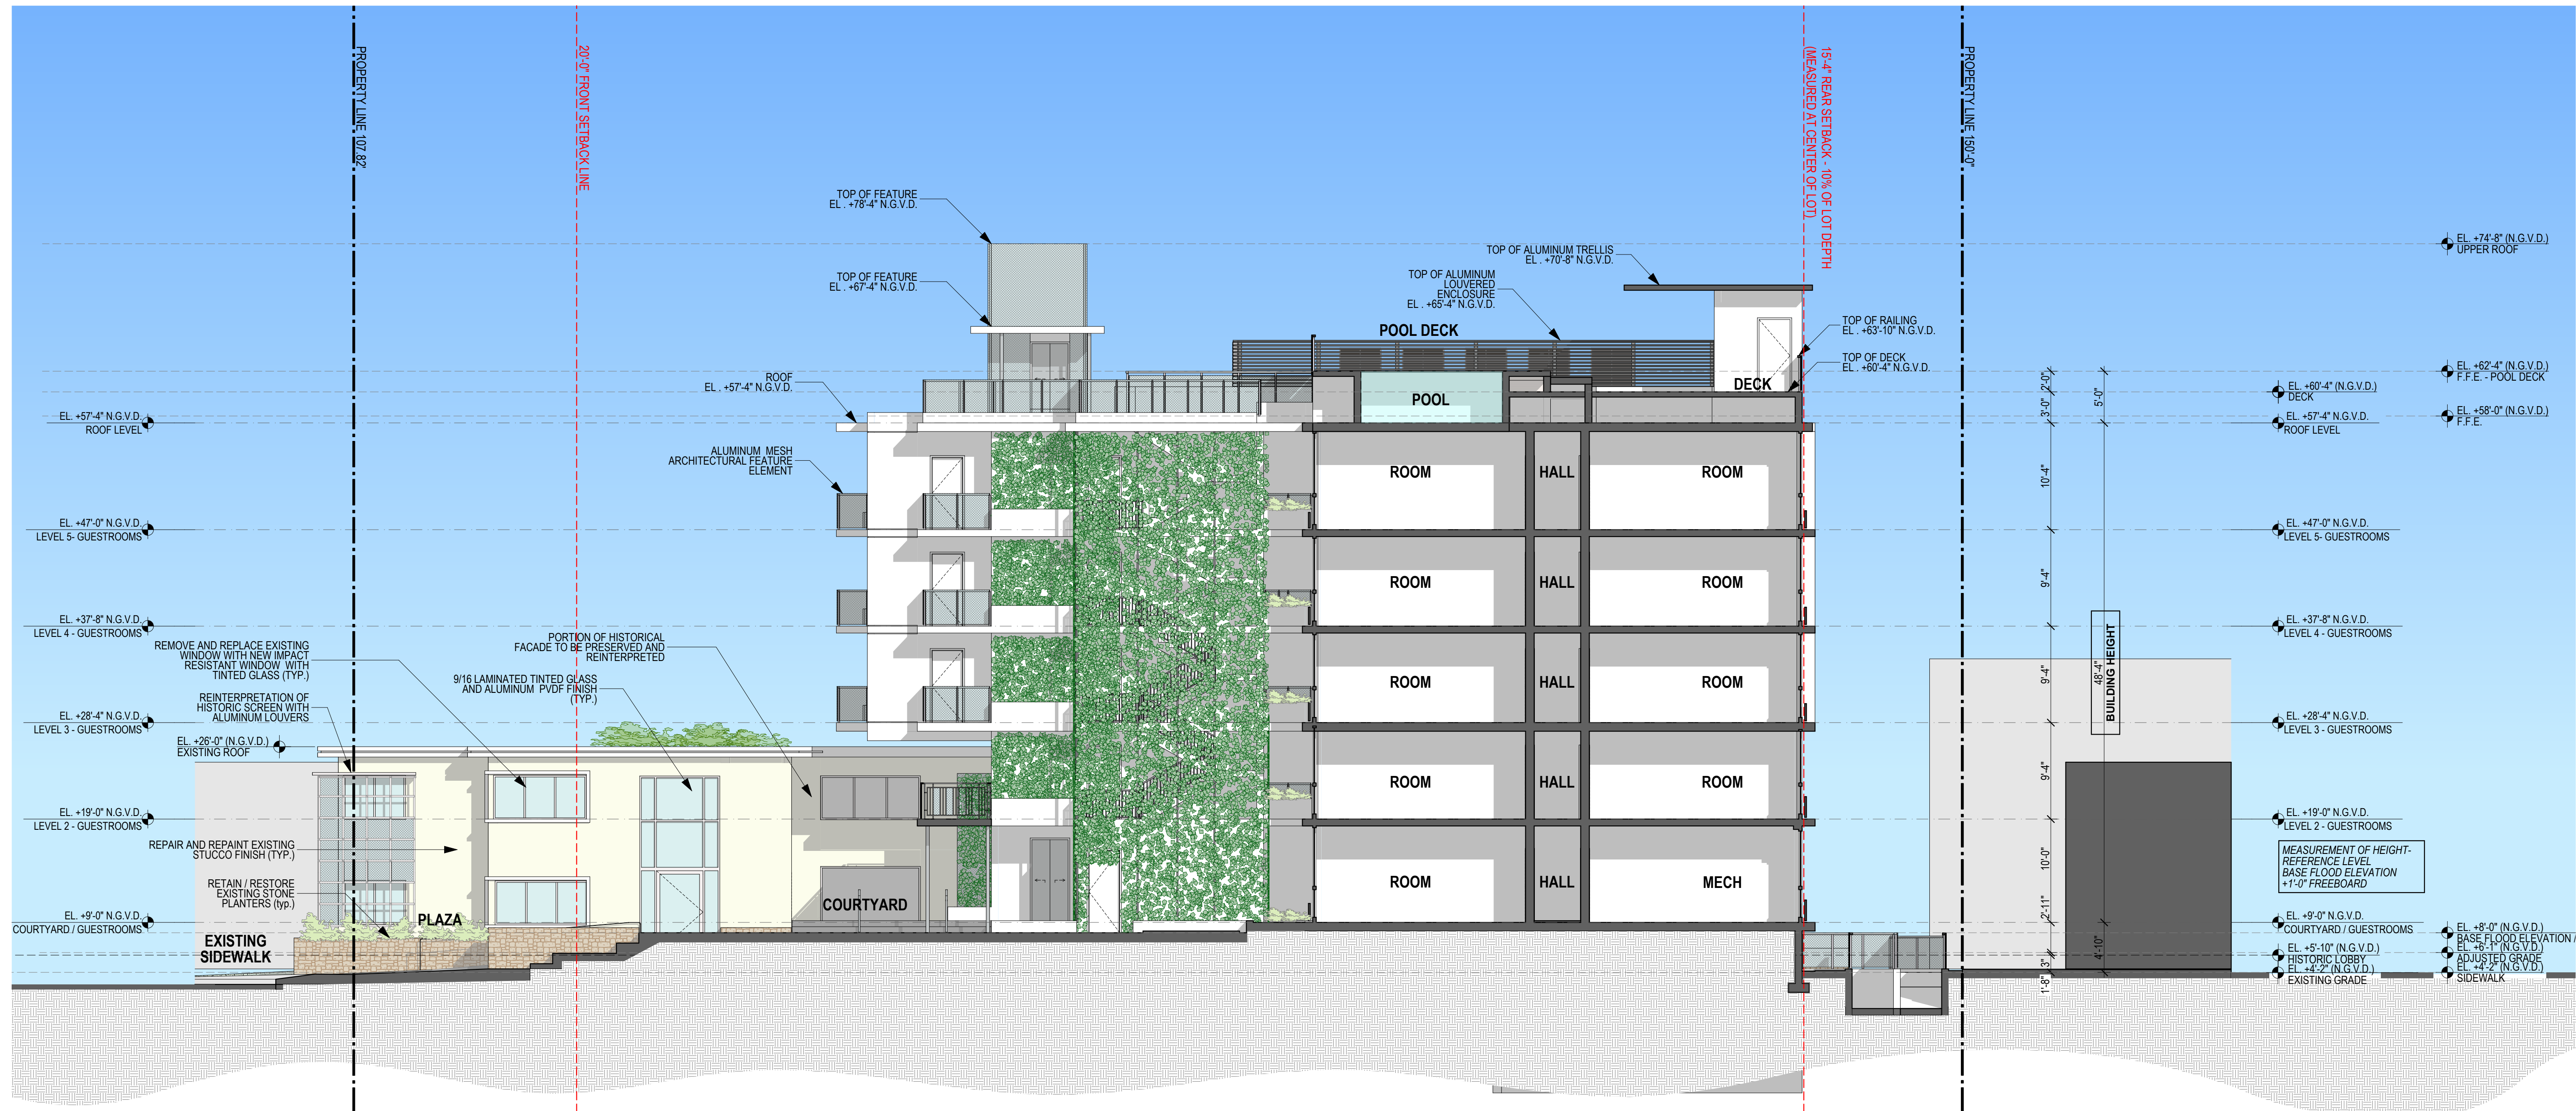 PROPERTY LINE 107.82'
20'-0" FRONT SETBACK LINE
15'-4" REAR SETBACK - 10% OF LOT DEPTH
(MEASURED AT CENTER OF LOT)
PROPERTY LINE 150'-0"
TOP OF FEATURE
EL . +78'-4" N.G.V.D.
TOP OF FEATURE
EL . +67'-4" N.G.V.D.
ROOF
EL . +57'-4" N.G.V.D.
ALUMINUM MESH
ARCHITECTURAL FEATURE
ELEMENT
TOP OF ALUMINUM TRELLIS
EL . +70'-8" N.G.V.D.
TOP OF ALUMINUM
LOUVERED
ENCLOSURE
EL . +65'-4" N.G.V.D.
POOL DECK
TOP OF RAILING
EL . +63'-10" N.G.V.D.
TOP OF DECK
EL . +60'-4" N.G.V.D.
DECK
POOL
EL. +57'-4" N.G.V.D.
ROOF LEVEL
EL. +47'-0" N.G.V.D.
LEVEL 5- GUESTROOMS
EL. +37'-8" N.G.V.D.
LEVEL 4 - GUESTROOMS
REMOVE AND REPLACE EXISTING
WINDOW WITH NEW IMPACT
RESISTANT WINDOW WITH
TINTED GLASS (TYP.)
REINTERPRETATION OF
HISTORIC SCREEN WITH
ALUMINUM LOUVERS
EL. +28'-4" N.G.V.D.
LEVEL 3 - GUESTROOMS
EL. +26'-0" (N.G.V.D.)
EXISTING ROOF
EL. +19'-0" N.G.V.D.
LEVEL 2 - GUESTROOMS
REPAIR AND REPAINT EXISTING
STUCCO FINISH (TYP.)
RETAIN / RESTORE
EXISTING STONE
PLANTERS (typ.)
EL. +9'-0" N.G.V.D.
COURTYARD / GUESTROOMS
EXISTING
SIDEWALK
PLAZA
PORTION OF HISTORICAL
FACADE TO BE PRESERVED AND
REINTERPRETED
9/16 LAMINATED TINTED GLASS
AND ALUMINUM PVDF FINISH
(TYP.)
COURTYARD
ROOM HALL ROOM
ROOM HALL ROOM
ROOM HALL ROOM
ROOM HALL ROOM
ROOM HALL MECH
2'-0"
3'-0"
5'-0"
10'-4"
9'-4"
9'-4"
9'-4"
10'-0"
2'-11"
3"
1'-8"
4'-10"
48'-4"
BUILDING HEIGHT
EL. +74'-8" (N.G.V.D.)
UPPER ROOF
EL. +62'-4" (N.G.V.D.)
F.F.E. - POOL DECK
EL. +60'-4" (N.G.V.D.)
DECK
EL. +58'-0" (N.G.V.D.)
F.F.E.
EL. +57'-4" N.G.V.D.
ROOF LEVEL
EL. +47'-0" N.G.V.D.
LEVEL 5- GUESTROOMS
EL. +37'-8" N.G.V.D.
LEVEL 4 - GUESTROOMS
EL. +28'-4" N.G.V.D.
LEVEL 3 - GUESTROOMS
EL. +19'-0" N.G.V.D.
LEVEL 2 - GUESTROOMS
MEASUREMENT OF HEIGHT-
REFERENCE LEVEL
BASE FLOOD ELEVATION
+1'-0" FREEBOARD
EL. +9'-0" N.G.V.D.
COURTYARD / GUESTROOMS
EL. +8'-0" (N.G.V.D.)
BASE FLOOD ELEVATION /
EL. +6'-1" (N.G.V.D.)
ADJUSTED GRADE
EL. +5'-10" (N.G.V.D.)
HISTORIC LOBBY
EL. +4'-2" (N.G.V.D.)
EXISTING GRADE
EL. +4'-2" (N.G.V.D.)
SIDEWALK